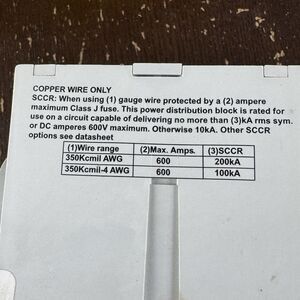 COPPER WIRE ONLY
SCCR: When using (1) gauge wire protected by a (2) ampere
maximum Class J fuse. This power distribution block is rated for
use on a circuit capable of delivering no more than (3)kA rms sym.
or DC amperes 600V maximum. Otherwise 10kA. Other SCCR
options see datasheet
(1)Wire range (2)Max. Amps. (3)SCCR
350Kcmil AWG 600 200kA
350Kcmil-4 AWG 600 100kA